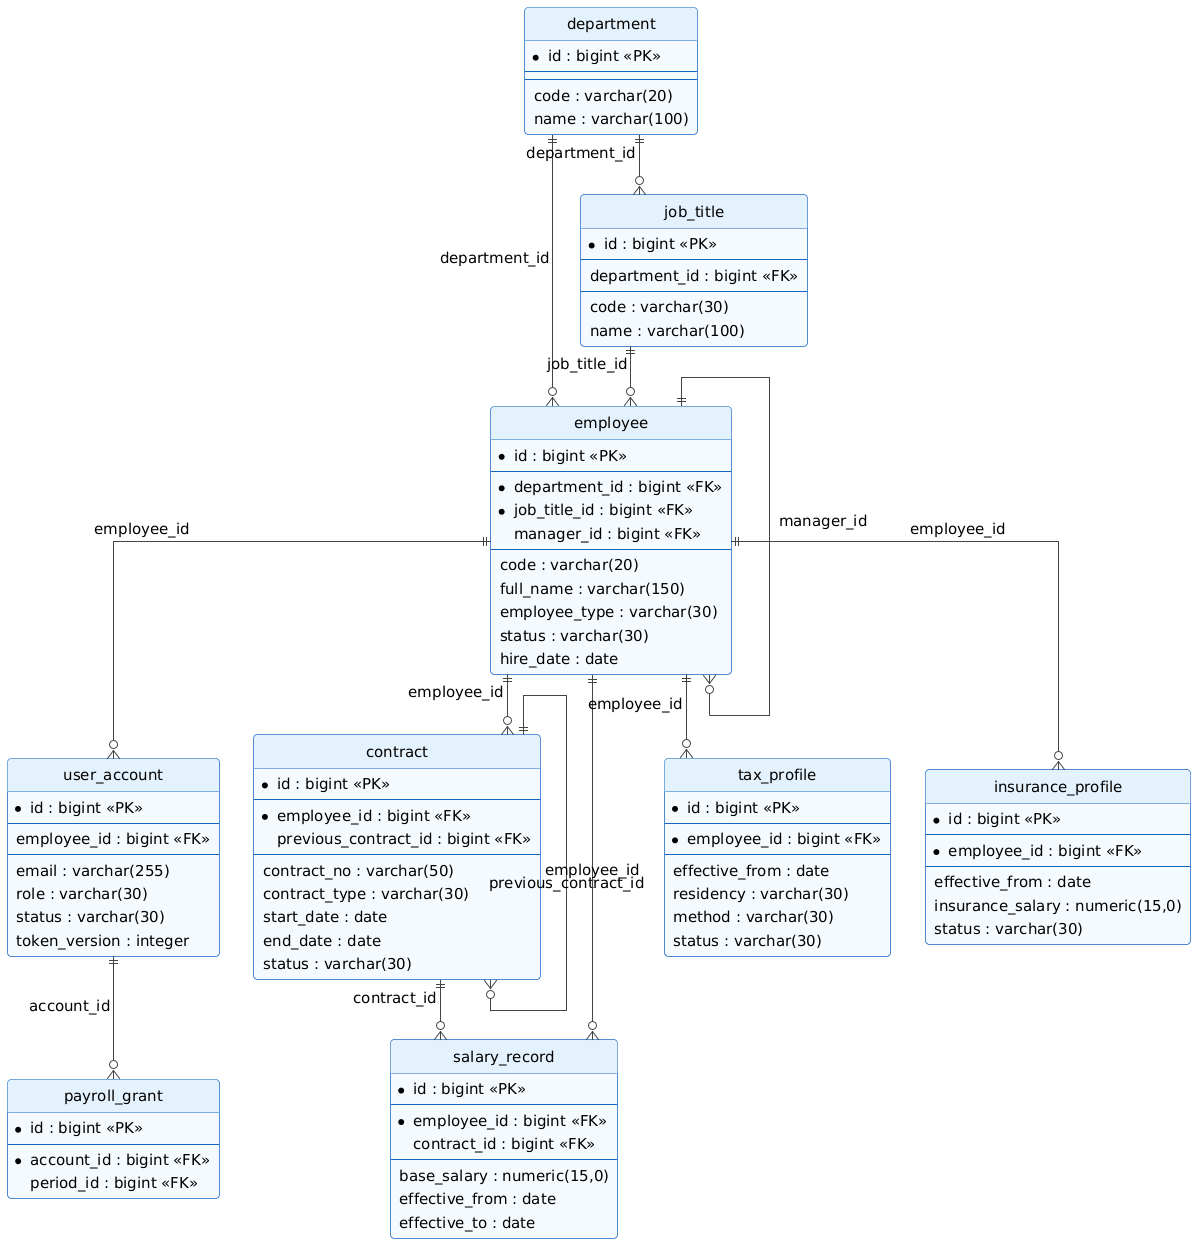 department
id : bigint «PK»
code : varchar(20)
name : varchar(100)
department_id
job_title
id : bigint «PK»
department_id : bigint «FK»
code : varchar(30)
name : varchar(100)
department_id
job_title_id
employee
id : bigint «PK»
department_id : bigint «FK»
job_title_id : bigint «FK»
manager_id : bigint «FK»
code : varchar(20)
full_name : varchar(150)
employee_type : varchar(30)
status : varchar(30)
hire_date : date
manager_id
employee_id
employee_id
employee_id
employee_id
user_account
id : bigint «PK»
employee_id : bigint «FK»
email : varchar(255)
role : varchar(30)
status : varchar(30)
token_version : integer
contract
id : bigint «PK»
employee_id : bigint «FK»
previous_contract_id : bigint «FK»
contract_no : varchar(50)
contract_type : varchar(30)
start_date : date
end_date : date
status : varchar(30)
employee_id
previous_contract_id
tax_profile
id : bigint «PK»
employee_id : bigint «FK»
effective_from : date
residency : varchar(30)
method : varchar(30)
status : varchar(30)
insurance_profile
id : bigint «PK»
employee_id : bigint «FK»
effective_from : date
insurance_salary : numeric(15,0)
status : varchar(30)
account_id
contract_id
payroll_grant
id : bigint «PK»
account_id : bigint «FK»
period_id : bigint «FK»
salary_record
id : bigint «PK»
employee_id : bigint «FK»
contract_id : bigint «FK»
base_salary : numeric(15,0)
effective_from : date
effective_to : date